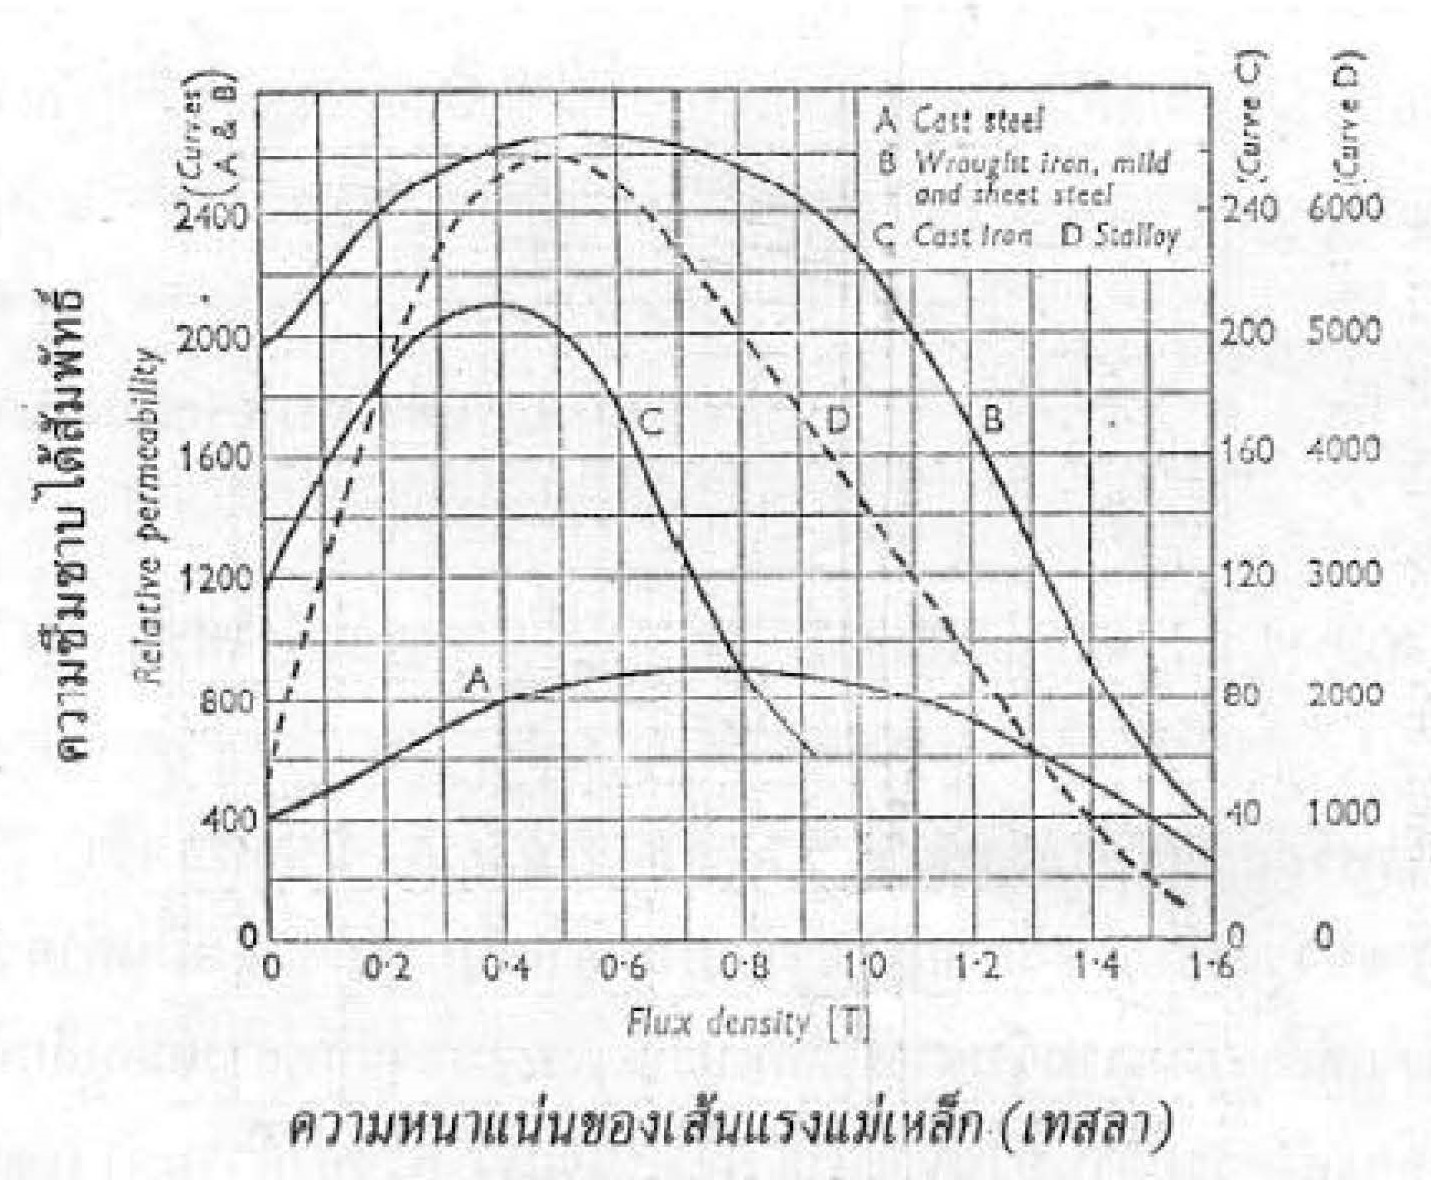 (Curves
A & B)
2400
2000
1600
1200
800
400
0
ความซึมซาบได้สัมพัทธ์
Relative permeability
A Cast steel
B Wrought iron, mild
and sheet steel
C Cast Iron D Stalloy
(Curve C)
(Curve D)
240 6000
200 5000
160 4000
120 3000
80 2000
40 1000
0 0
A
B
C
D
0 0·2 0·4 0·6 0·8 1·0 1·2 1·4 1·6
Flux density [T]
ความหนาแน่นของเส้นแรงแม่เหล็ก (เทสลา)